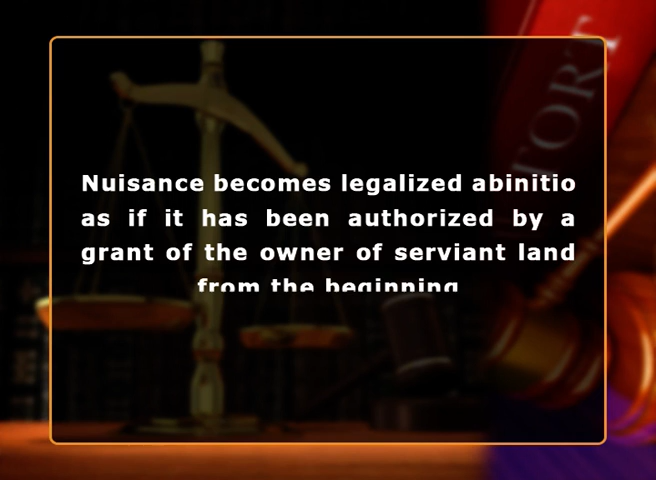 TORT
Nuisance becomes legalized abinitio
as if it has been authorized by a
grant of the owner of serviant land
from the beginning